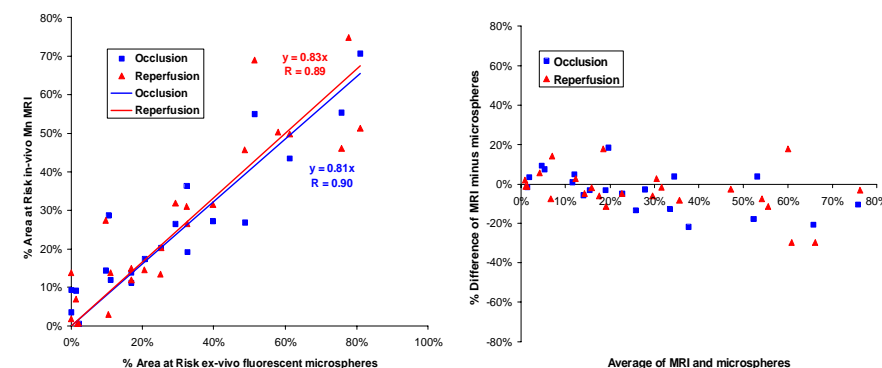 80%
70%
60%
50%
40%
30%
20%
10%
0%
% Area at Risk in-vivo Mn MRI
Occlusion
Reperfusion
Occlusion
Reperfusion
y = 0.83x
R = 0.89
y = 0.81x
R = 0.90
0% 20% 40% 60% 80% 100%
% Area at Risk ex-vivo fluorescent microspheres
80%
60%
40%
20%
0%
-20%
-40%
-60%
-80%
% Difference of MRI minus microspheres
Occlusion
Reperfusion
0% 10% 20% 30% 40% 50% 60% 70% 80%
Average of MRI and microspheres